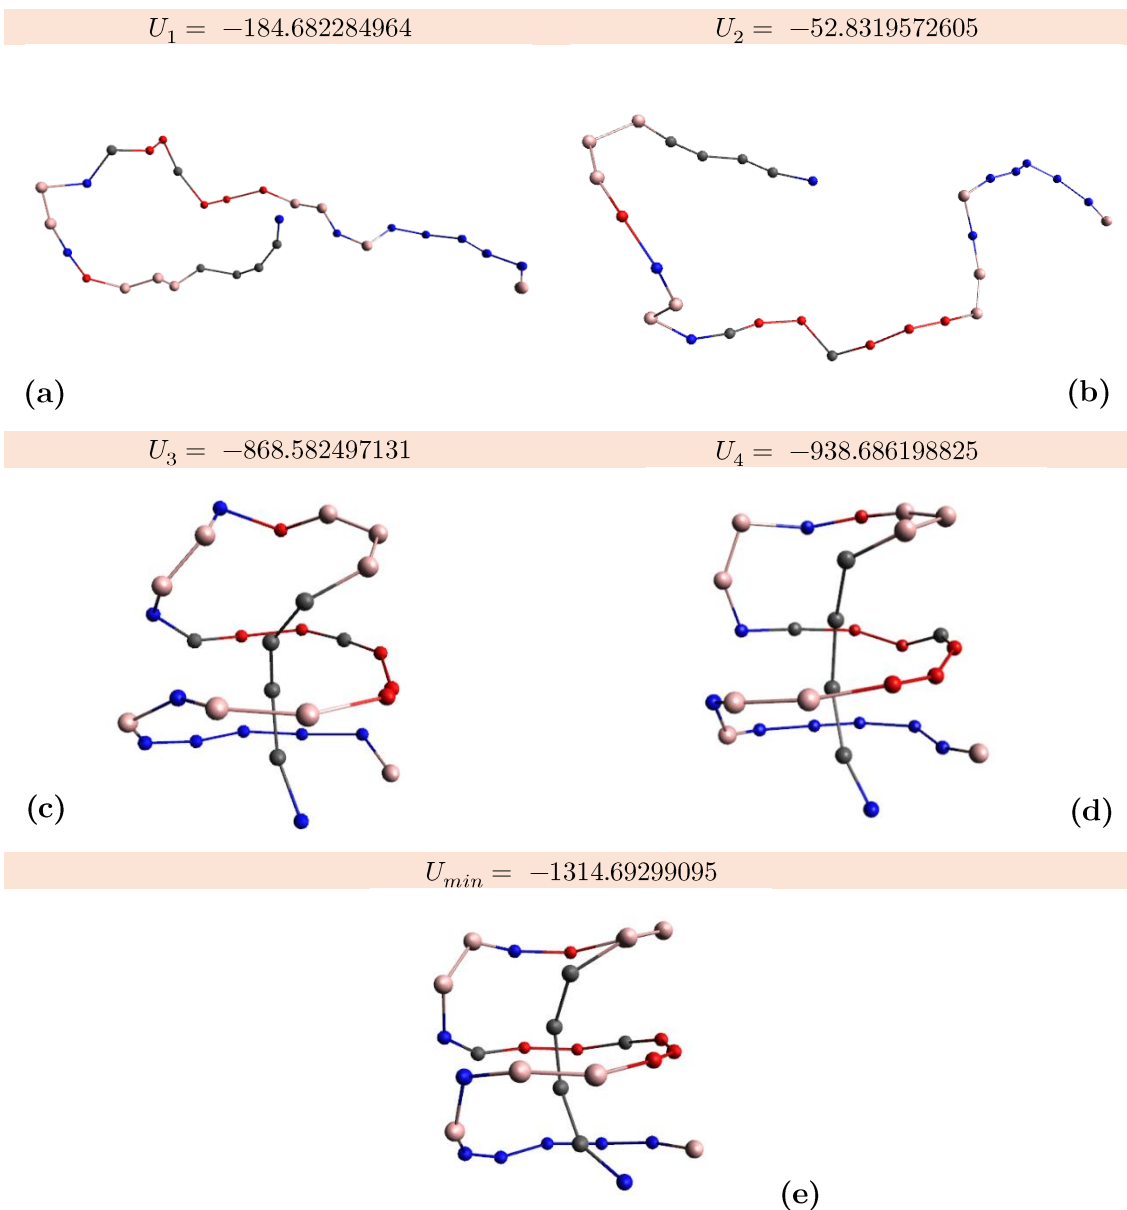 U₁ = −184.682284964
U₂ = −52.8319572605
(a)
(b)
U₃ = −868.582497131
U₄ = −938.686198825
(c)
(d)
Uₘᵢₙ = −1314.69299095
(e)